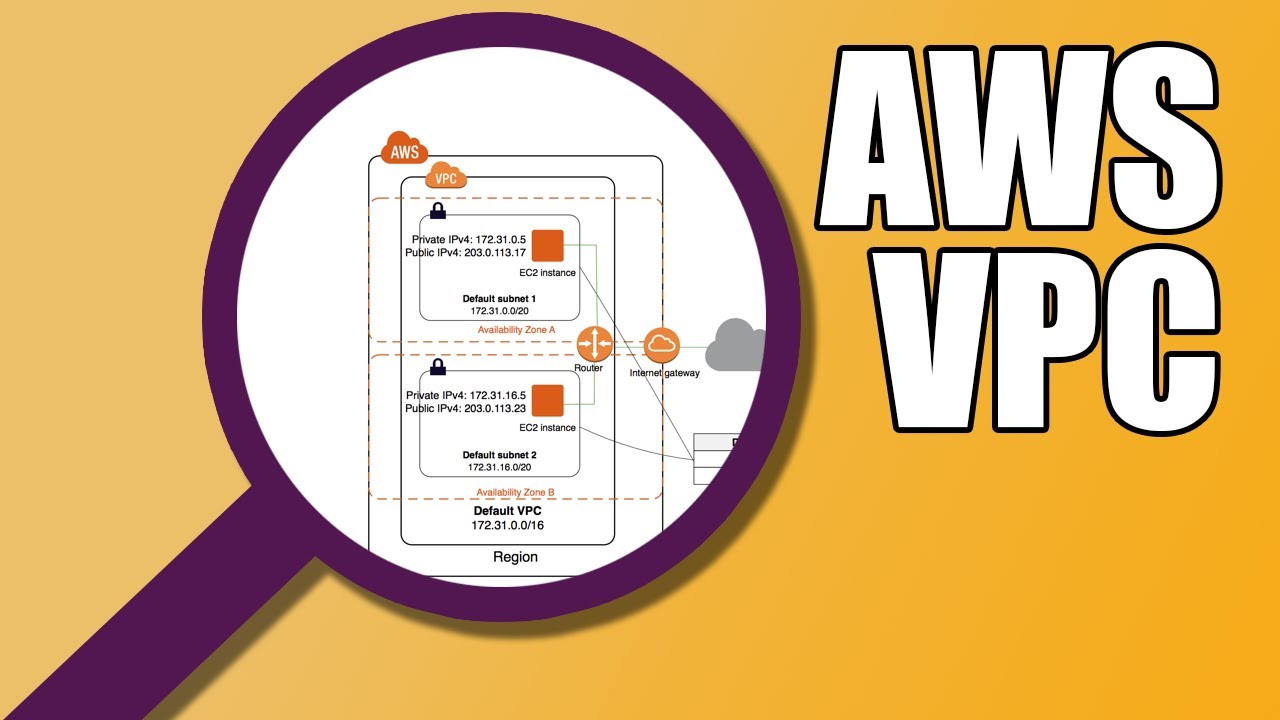 AWS
VPC
AWS
VPC
Private IPv4: 172.31.0.5
Public IPv4: 203.0.113.17
EC2 instance
Default subnet 1
172.31.0.0/20
Availability Zone A
Router
Internet gateway
Private IPv4: 172.31.16.5
Public IPv4: 203.0.113.23
EC2 instance
Default subnet 2
172.31.16.0/20
Availability Zone B
Default VPC
172.31.0.0/16
Region